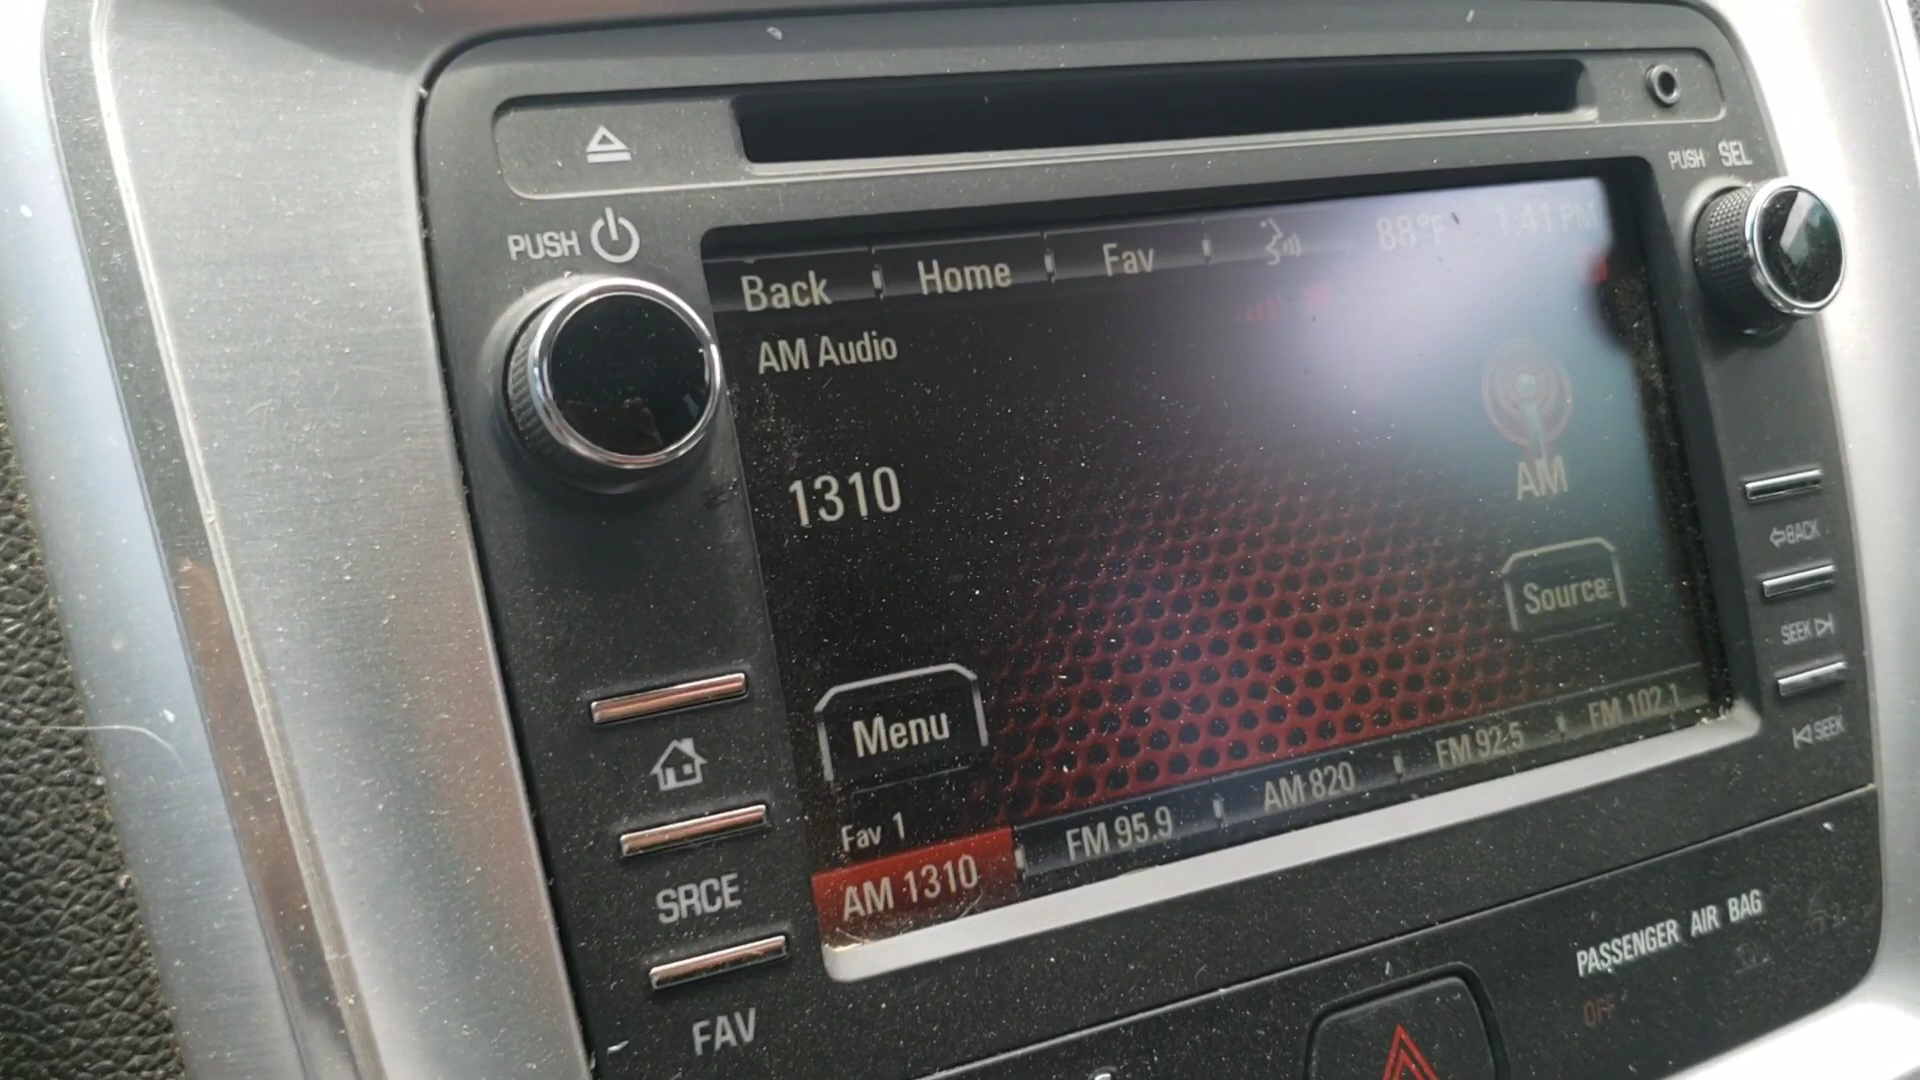 PUSH SEL
PUSH
Back Home Fav 88°F 1:41 PM
AM Audio
1310
AM
Source
Menu
Fav 1
AM 1310 FM 95.9 AM 820 FM 92.5 FM 102.1
BACK
SEEK
SEEK
SRCE
FAV
PASSENGER AIR BAG
OFF